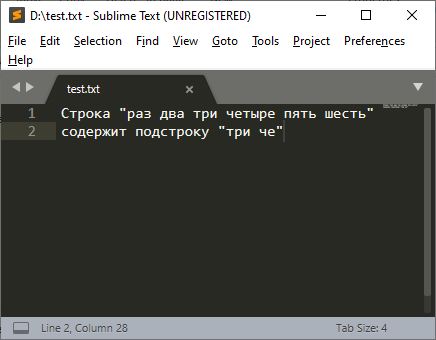 D:\test.txt - Sublime Text (UNREGISTERED)
File Edit Selection Find View Goto Tools Project Preferences
Help
test.txt
1 Строка "раз два три четыре пять шесть"
2 содержит подстроку "три че"
Line 2, Column 28 Tab Size: 4